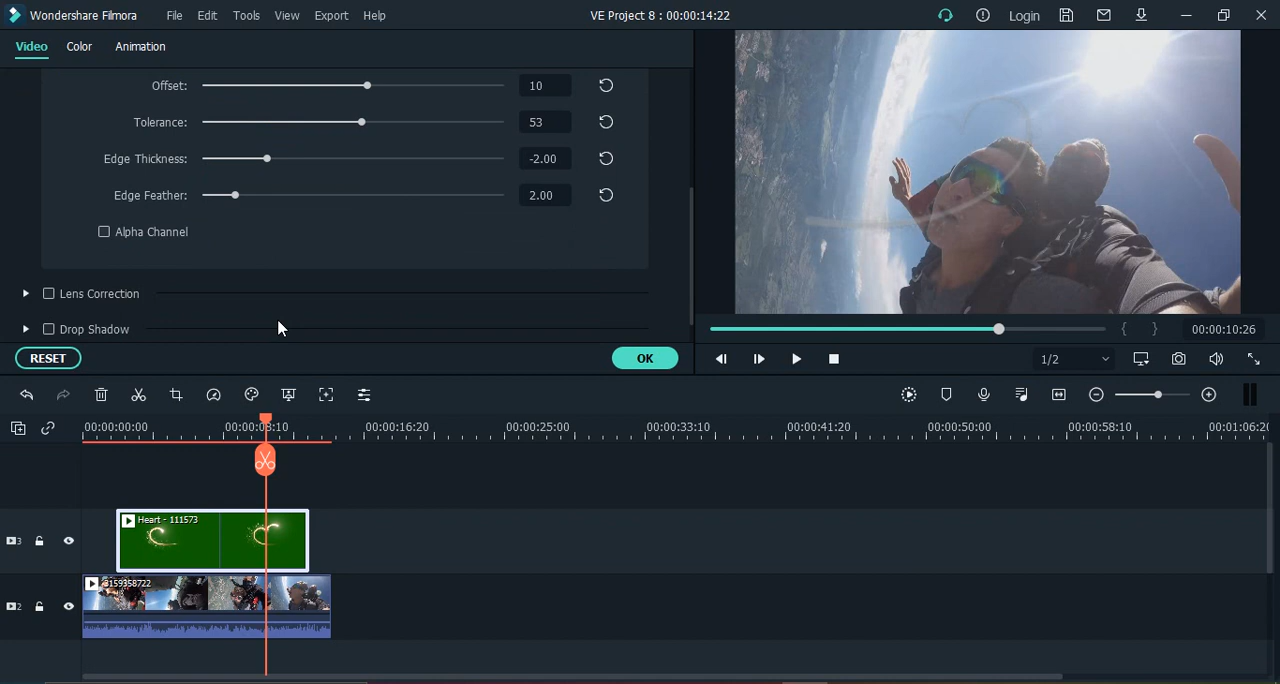 Wondershare Filmora File Edit Tools View Export Help VE Project 8 : 00:00:14:22 Login
Video Color Animation
Offset: 10
Tolerance: 53
Edge Thickness: -2.00
Edge Feather: 2.00
Alpha Channel
Lens Correction
Drop Shadow
RESET OK
{ } 00:00:10:26
1/2
00:00:00:00 00:00:08:10 00:00:16:20 00:00:25:00 00:00:33:10 00:00:41:20 00:00:50:00 00:00:58:10 00:01:06:20
Heart - 111573
3
3159358722
2